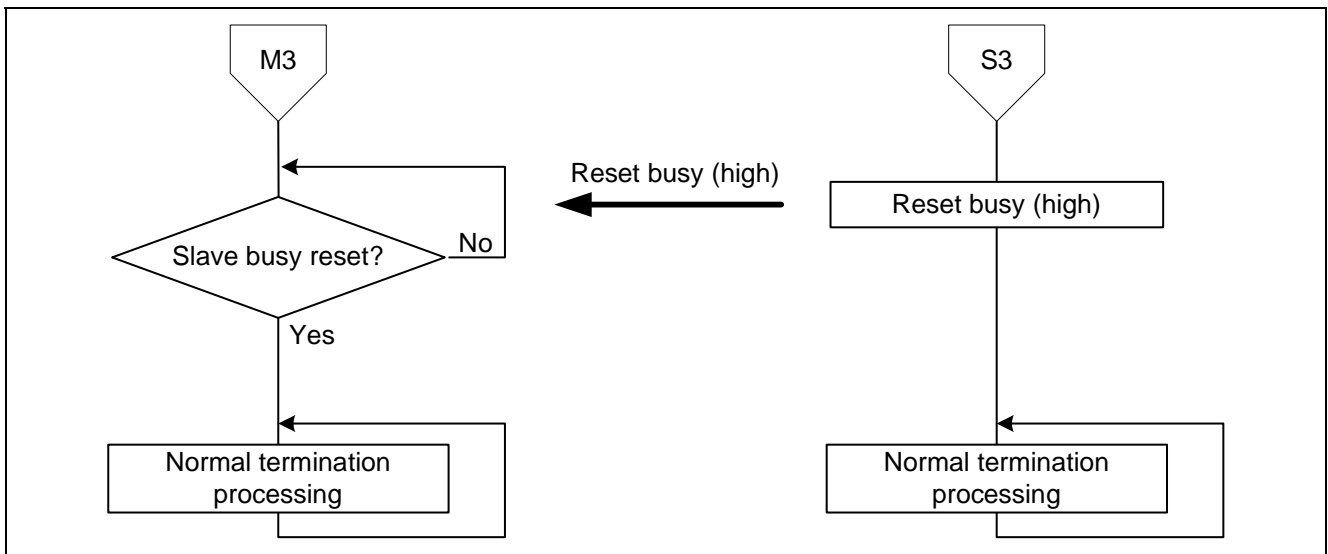 M3
S3
Reset busy (high)
Reset busy (high)
Slave busy reset?
No
Yes
Normal termination
processing
Normal termination
processing